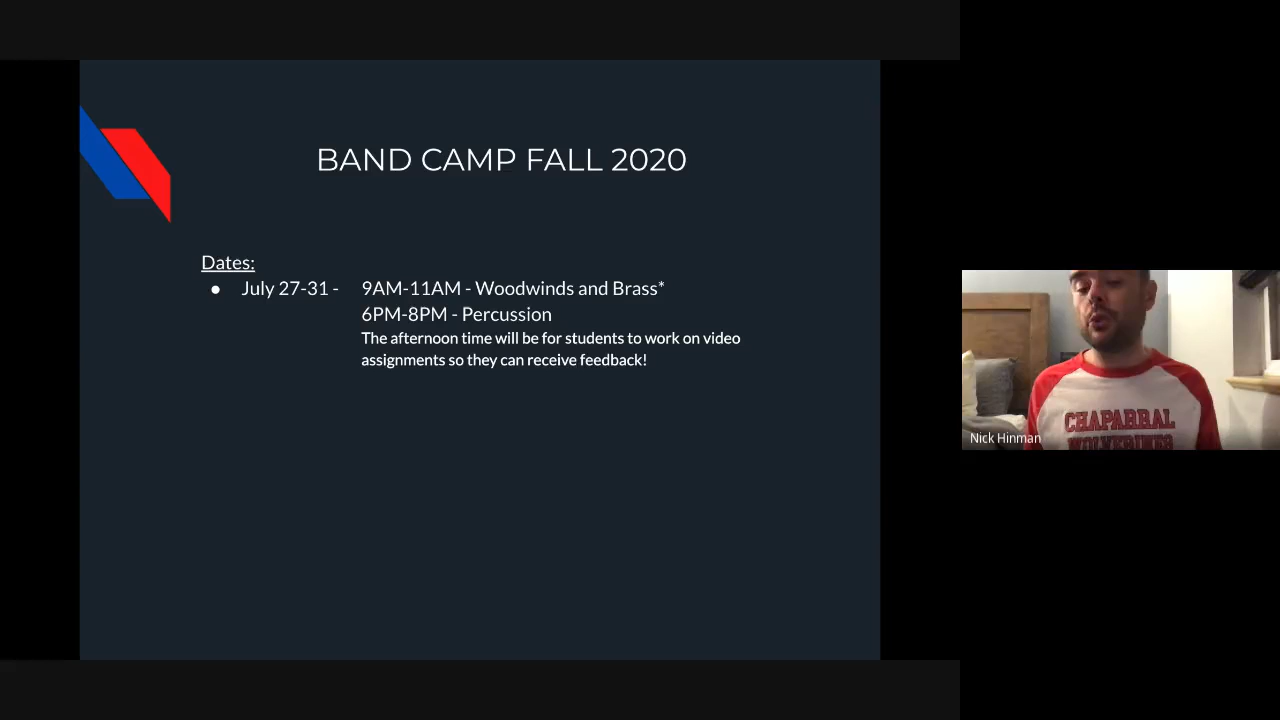 BAND CAMP FALL 2020
Dates:
● July 27-31 - 9AM-11AM - Woodwinds and Brass*
6PM-8PM - Percussion
The afternoon time will be for students to work on video
assignments so they can receive feedback!
CHAPARRAL
WOLVERINES
Nick Hinman